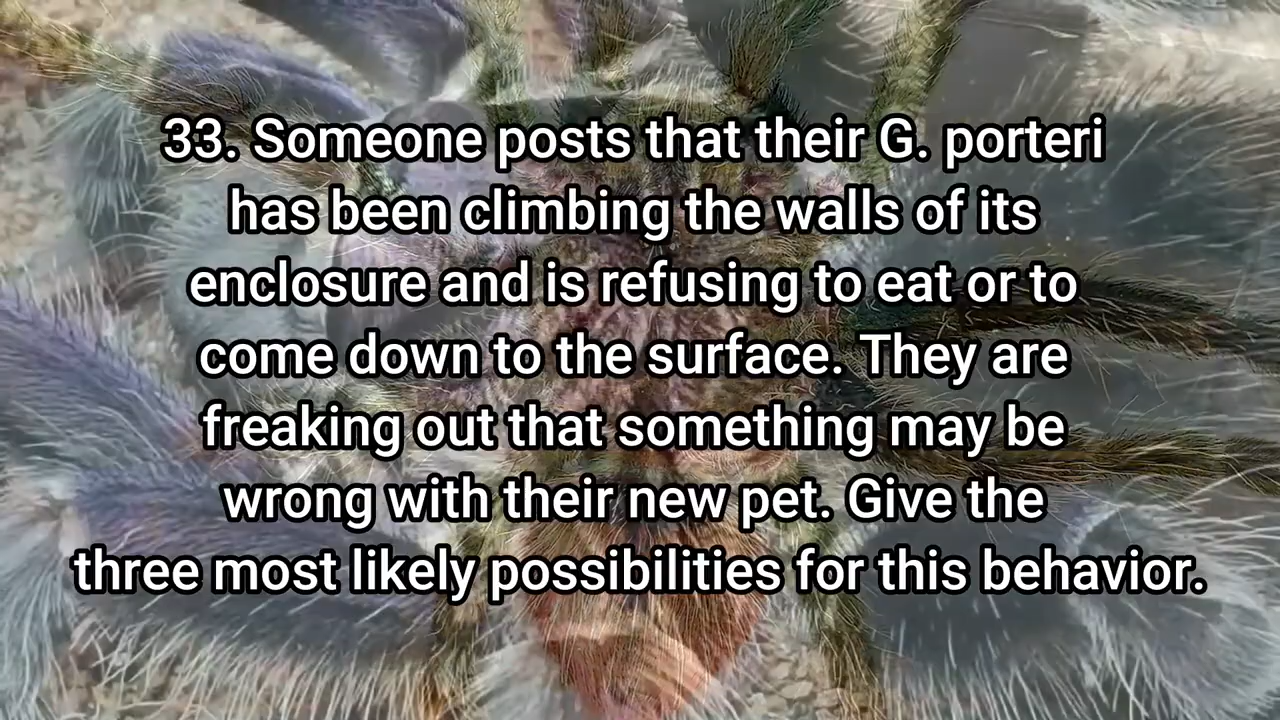 33. Someone posts that their G. porteri
has been climbing the walls of its
enclosure and is refusing to eat or to
come down to the surface. They are
freaking out that something may be
wrong with their new pet. Give the
three most likely possibilities for this behavior.